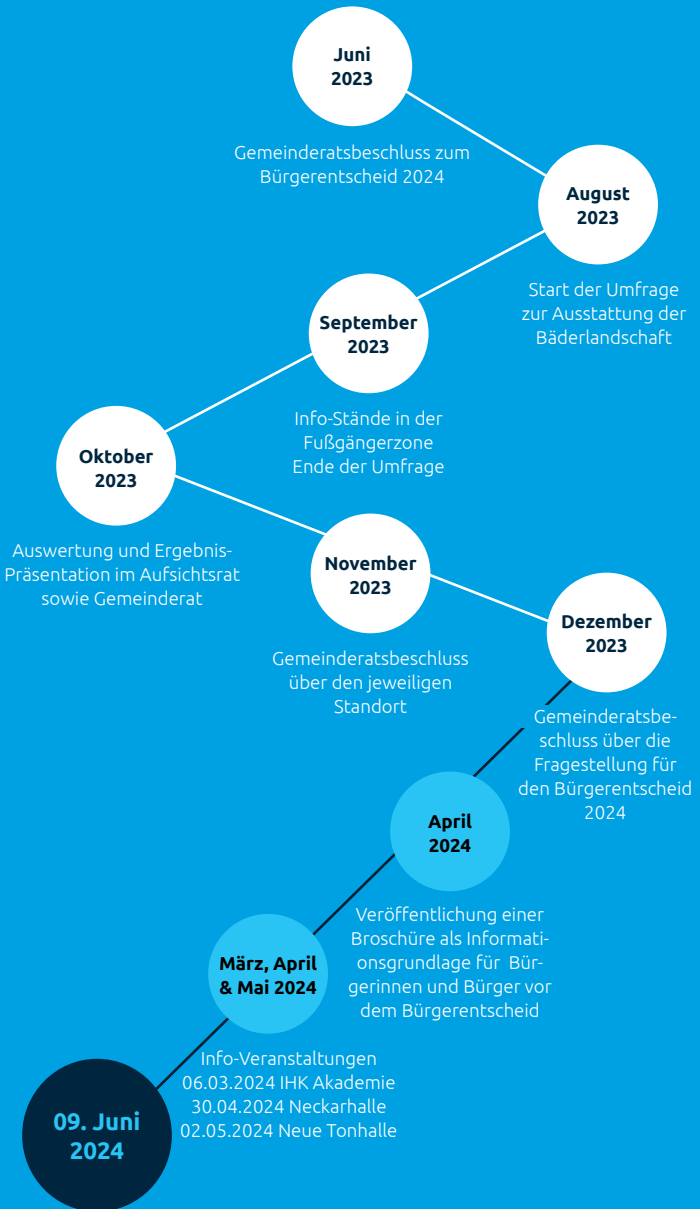 Juni
2023
Gemeinderatsbeschluss zum
Bürgerentscheid 2024
August
2023
Start der Umfrage
zur Ausstattung der
Bäderlandschaft
September
2023
Info-Stände in der
Fußgängerzone
Ende der Umfrage
Oktober
2023
Auswertung und Ergebnis-
Präsentation im Aufsichtsrat
sowie Gemeinderat
November
2023
Gemeinderatsbeschluss
über den jeweiligen
Standort
Dezember
2023
Gemeinderatsbe-
schluss über die
Fragestellung für
den Bürgerentscheid
2024
April
2024
Veröffentlichung einer
Broschüre als Informati-
onsgrundlage für Bür-
gerinnen und Bürger vor
dem Bürgerentscheid
März, April
& Mai 2024
Info-Veranstaltungen
06.03.2024 IHK Akademie
30.04.2024 Neckarhalle
02.05.2024 Neue Tonhalle
09. Juni
2024